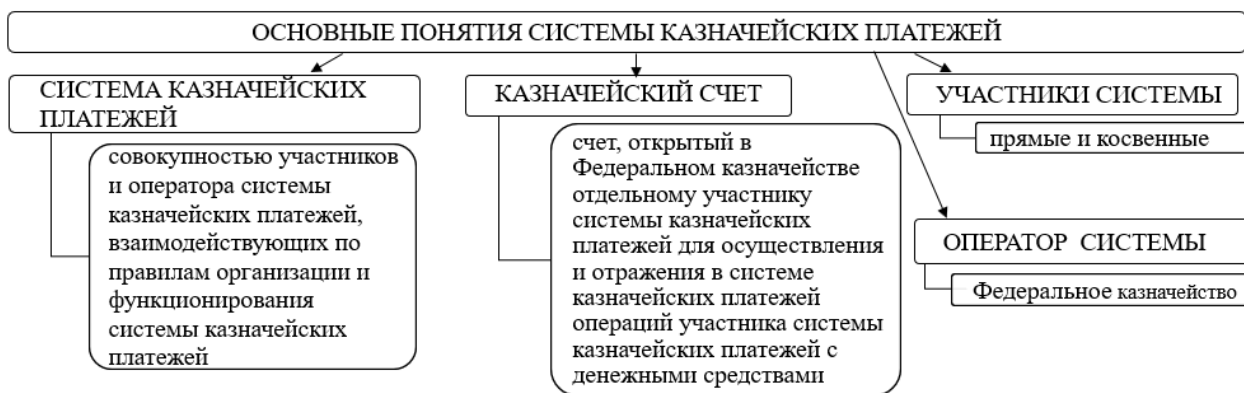 ОСНОВНЫЕ ПОНЯТИЯ СИСТЕМЫ КАЗНАЧЕЙСКИХ ПЛАТЕЖЕЙ
СИСТЕМА КАЗНАЧЕЙСКИХ
ПЛАТЕЖЕЙ
совокупностью участников
и оператора системы
казначейских платежей,
взаимодействующих по
правилам организации и
функционирования
системы казначейских
платежей
КАЗНАЧЕЙСКИЙ СЧЕТ
счет, открытый в
Федеральном казначействе
отдельному участнику
системы казначейских
платежей для осуществления
и отражения в системе
казначейских платежей
операций участника системы
казначейских платежей с
денежными средствами
УЧАСТНИКИ СИСТЕМЫ
прямые и косвенные
ОПЕРАТОР СИСТЕМЫ
Федеральное казначейство